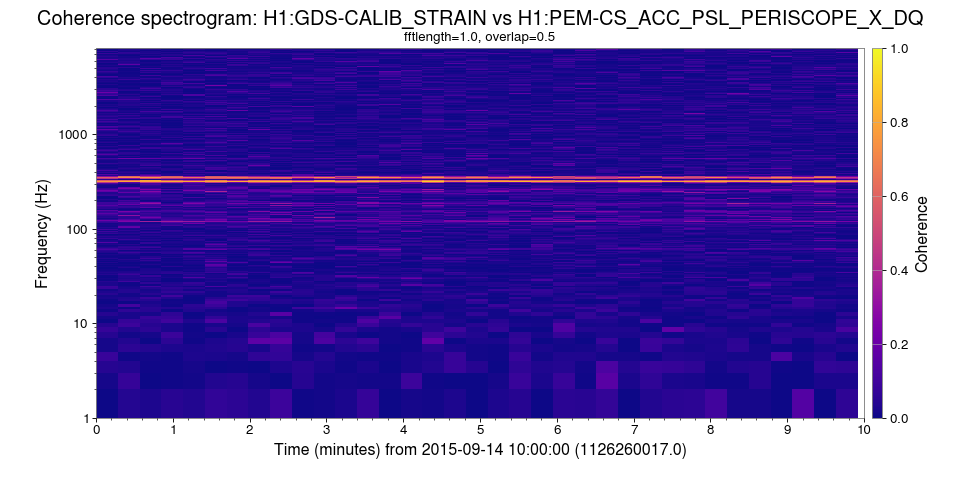 Coherence spectrogram: H1:GDS-CALIB_STRAIN vs H1:PEM-CS_ACC_PSL_PERISCOPE_X_DQ
fftlength=1.0, overlap=0.5
1000
100
10
1
Frequency (Hz)
0 1 2 3 4 5 6 7 8 9 10
Time (minutes) from 2015-09-14 10:00:00 (1126260017.0)
1.0
0.8
0.6
0.4
0.2
0.0
Coherence